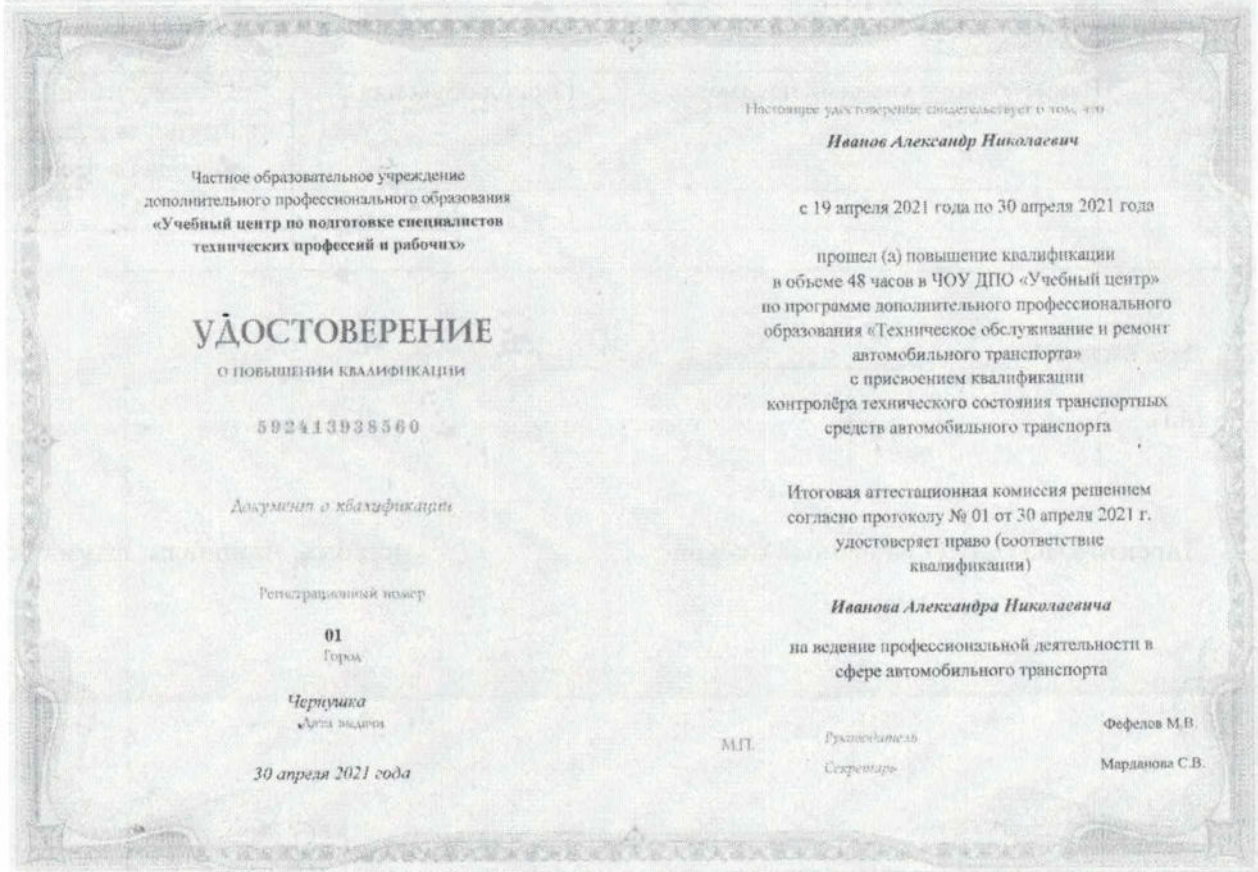 Частное образовательное учреждение
дополнительного профессионального образования
«Учебный центр по подготовке специалистов
технических профессий и рабочих»
УДОСТОВЕРЕНИЕ
О ПОВЫШЕНИИ КВАЛИФИКАЦИИ
592413938560
Документ о квалификации
Регистрационный номер
01
Город
Чернушка
Дата выдачи
30 апреля 2021 года
Настоящее удостоверение свидетельствует о том, что
Иванов Александр Николаевич
с 19 апреля 2021 года по 30 апреля 2021 года
прошел (а) повышение квалификации
в объеме 48 часов в ЧОУ ДПО «Учебный центр»
по программе дополнительного профессионального
образования «Техническое обслуживание и ремонт
автомобильного транспорта»
с присвоением квалификации
контролёра технического состояния транспортных
средств автомобильного транспорта
Итоговая аттестационная комиссия решением
согласно протоколу № 01 от 30 апреля 2021 г.
удостоверяет право (соответствие
квалификации)
Иванова Александра Николаевича
на ведение профессиональной деятельности в
сфере автомобильного транспорта
М.П.
Руководитель
Фефелов М.В.
Секретарь
Марданова С.В.